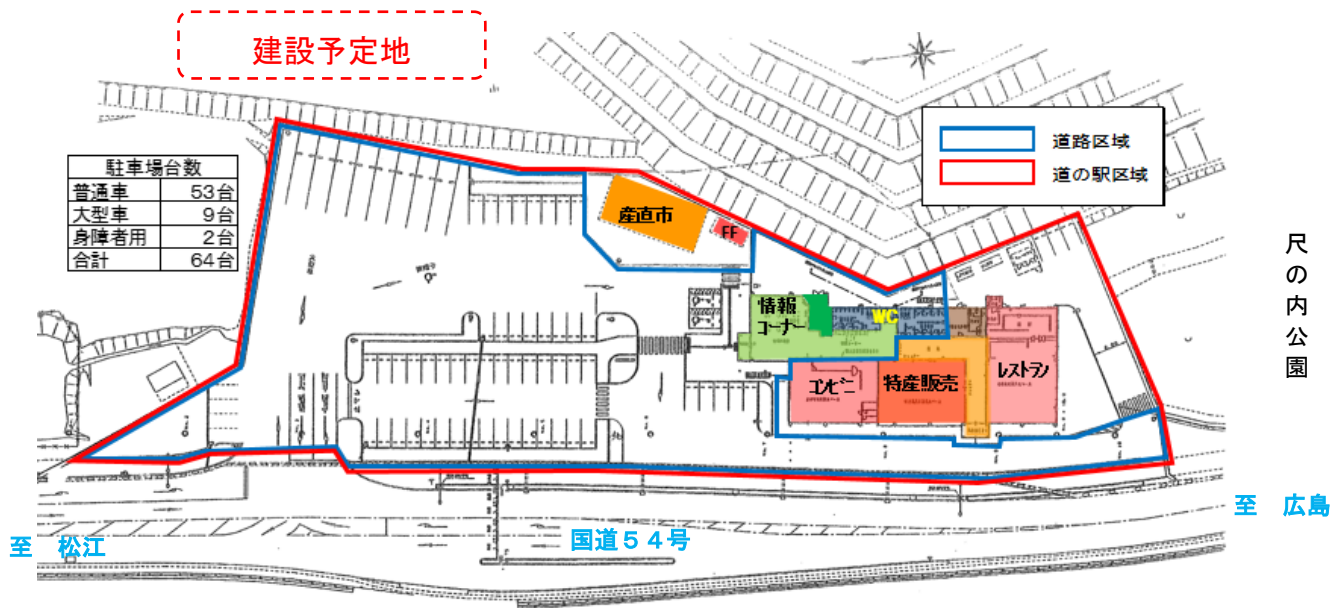 建設予定地
道路区域
道の駅区域
駐車場台数
普通車 53台
大型車 9台
身障者用 2台
合計 64台
産直市
FF
情報
コーナー
WC
コンビニ
特産販売
レストラン
尺の内公園
至 広島
至 松江
国道54号